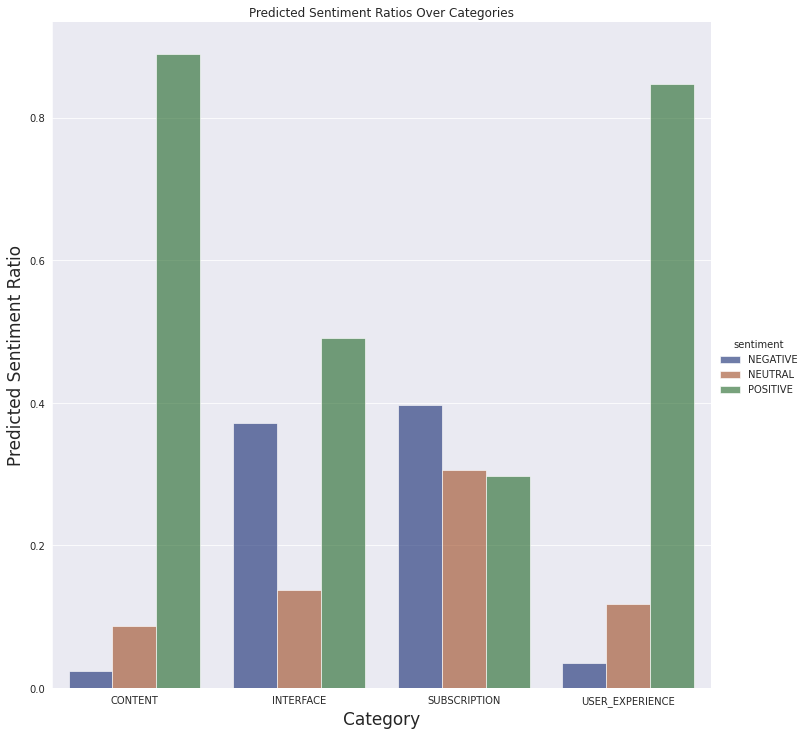 Predicted Sentiment Ratios Over Categories
Predicted Sentiment Ratio
0.8
0.6
0.4
0.2
0.0
CONTENT
INTERFACE
SUBSCRIPTION
USER_EXPERIENCE
Category
sentiment
NEGATIVE
NEUTRAL
POSITIVE